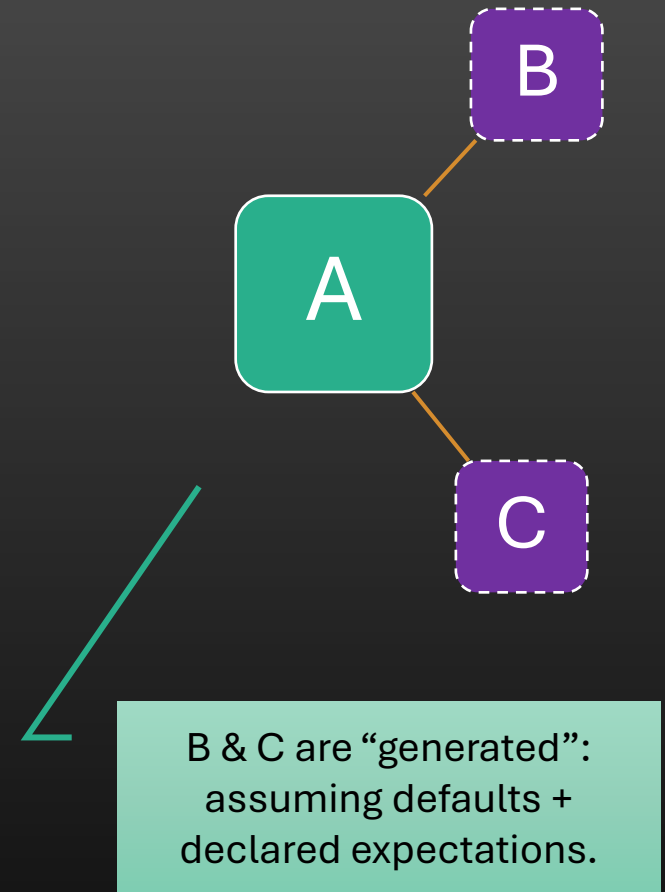 B
A
C
B & C are “generated”:
assuming defaults +
declared expectations.